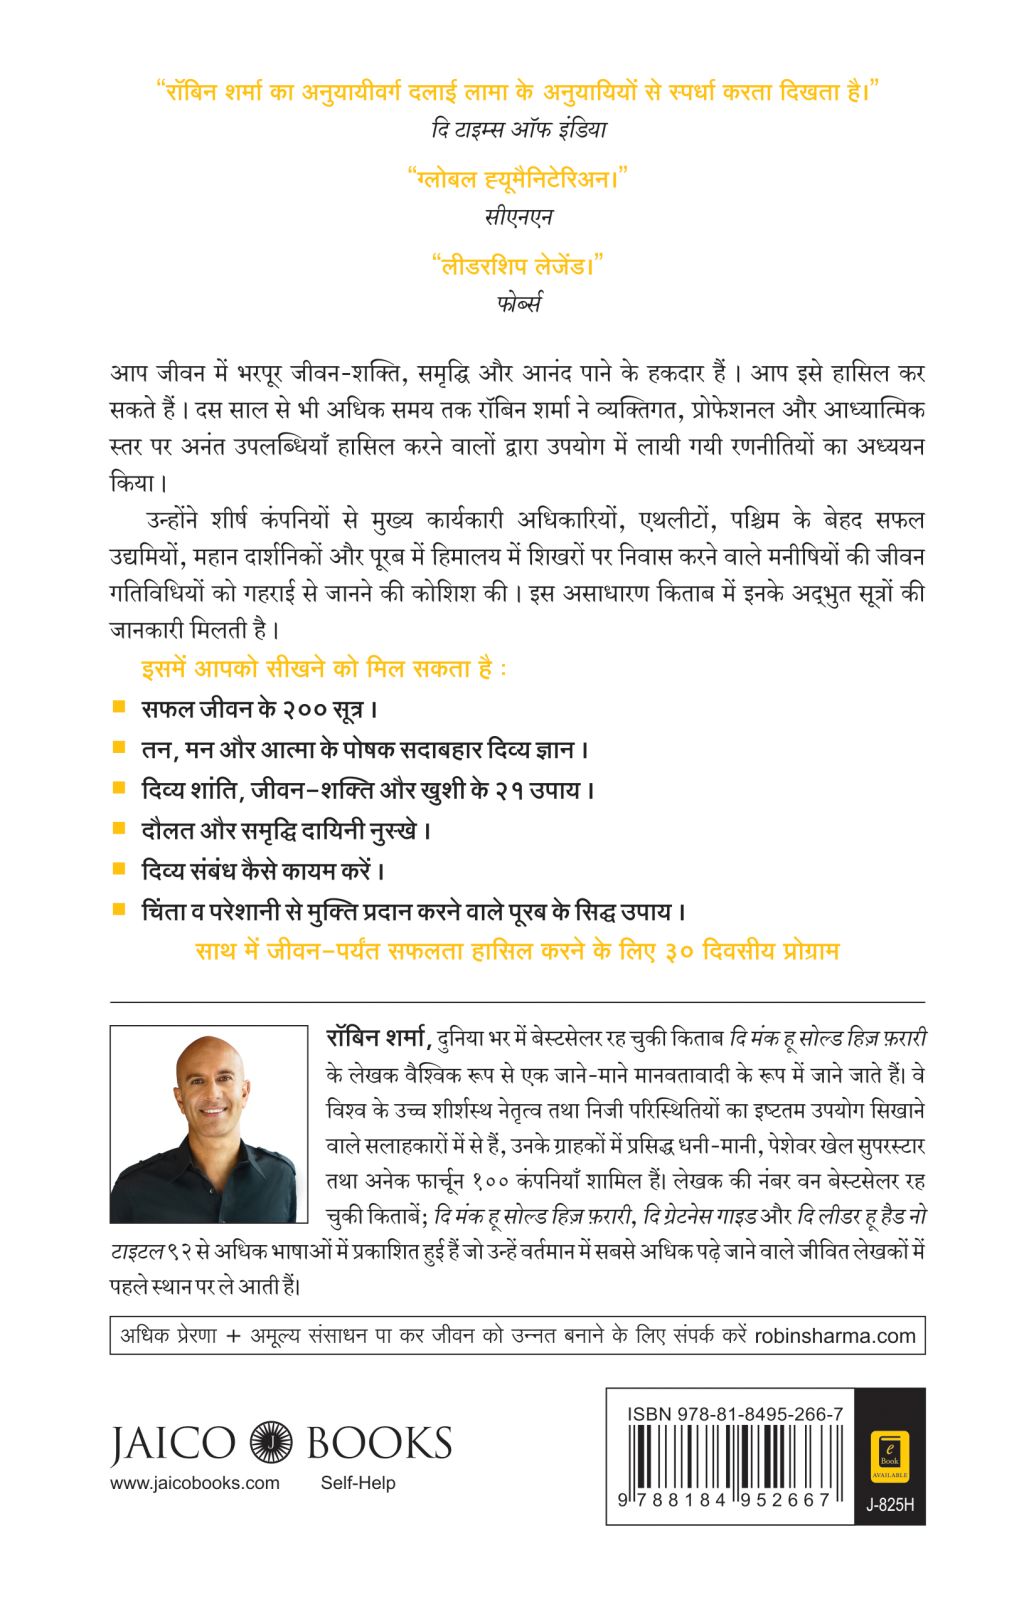 “रॉबिन शर्मा का अनुयायीवर्ग दलाई लामा के अनुयायियों से स्पर्धा करता दिखता है।”
दि टाइम्स ऑफ इंडिया
“ग्लोबल ह्यूमैनिटेरिअन।”
सीएनएन
“लीडरशिप लेजेंड।”
फोर्ब्स
आप जीवन में भरपूर जीवन-शक्ति, समृद्धि और आनंद पाने के हकदार हैं । आप इसे हासिल कर
सकते हैं । दस साल से भी अधिक समय तक रॉबिन शर्मा ने व्यक्तिगत, प्रोफेशनल और आध्यात्मिक
स्तर पर अनंत उपलब्धियाँ हासिल करने वालों द्वारा उपयोग में लायी गयी रणनीतियों का अध्ययन
किया ।
उन्होंने शीर्ष कंपनियों से मुख्य कार्यकारी अधिकारियों, एथलीटों, पश्चिम के बेहद सफल
उद्यमियों, महान दार्शनिकों और पूरब में हिमालय में शिखरों पर निवास करने वाले मनीषियों की जीवन
गतिविधियों को गहराई से जानने की कोशिश की । इस असाधारण किताब में इनके अद्‌भुत सूत्रों की
जानकारी मिलती है ।
इसमें आपको सीखने को मिल सकता है :
सफल जीवन के २०० सूत्र ।
तन, मन और आत्मा के पोषक सदाबहार दिव्य ज्ञान ।
दिव्य शांति, जीवन-शक्ति और खुशी के २१ उपाय ।
दौलत और समृद्धि दायिनी नुस्खे ।
दिव्य संबंध कैसे कायम करें ।
चिंता व परेशानी से मुक्ति प्रदान करने वाले पूरब के सिद्ध उपाय ।
साथ में जीवन-पर्यंत सफलता हासिल करने के लिए ३० दिवसीय प्रोग्राम
रॉबिन शर्मा, दुनिया भर में बेस्टसेलर रह चुकी किताब दि मंक हू सोल्ड हिज़ फ़रारी
के लेखक वैश्विक रूप से एक जाने-माने मानवतावादी के रूप में जाने जाते हैं। वे
विश्व के उच्च शीर्शस्थ नेतृत्व तथा निजी परिस्थितियों का इष्टतम उपयोग सिखाने
वाले सलाहकारों में से हैं, उनके ग्राहकों में प्रसिद्ध धनी-मानी, पेशेवर खेल सुपरस्टार
तथा अनेक फार्चून १०० कंपनियाँ शामिल हैं। लेखक की नंबर वन बेस्टसेलर रह
चुकी किताबें; दि मंक हू सोल्ड हिज़ फ़रारी, दि ग्रेटनेस गाइड और दि लीडर हू हैड नो
टाइटल ९२ से अधिक भाषाओं में प्रकाशित हुई हैं जो उन्हें वर्तमान में सबसे अधिक पढ़े जाने वाले जीवित लेखकों में
पहले स्थान पर ले आती हैं।
अधिक प्रेरणा + अमूल्य संसाधन पा कर जीवन को उन्नत बनाने के लिए संपर्क करें robinsharma.com
JAICO J BOOKS
www.jaicobooks.com Self-Help
ISBN 978-81-8495-266-7
9 788184 952667
e
Book
AVAILABLE
J-825H